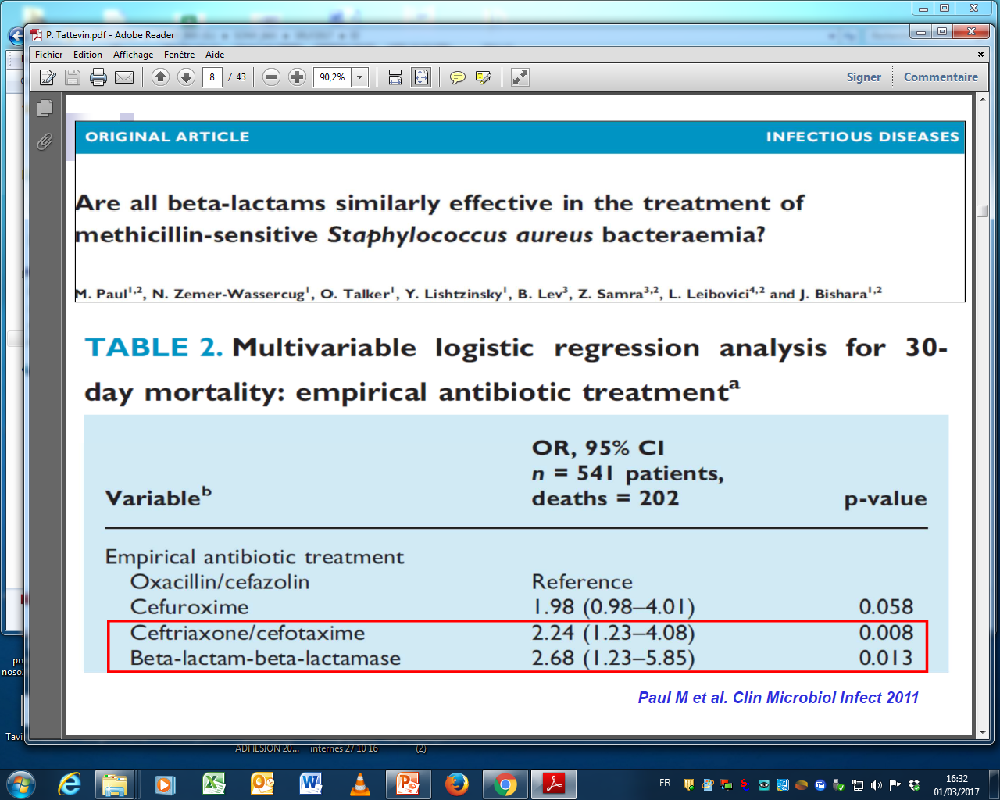 P. Tattevin.pdf - Adobe Reader
Fichier Edition Affichage Fenêtre Aide
8 / 43 90,2% Signer Commentaire
ORIGINAL ARTICLE INFECTIOUS DISEASES
Are all beta-lactams similarly effective in the treatment of
methicillin-sensitive Staphylococcus aureus bacteraemia?
M. Paul1,2, N. Zemer-Wassercug1, O. Talker1, Y. Lishtzinsky1, B. Lev3, Z. Samra3,2, L. Leibovici4,2 and J. Bishara1,2
TABLE 2. Multivariable logistic regression analysis for 30-
day mortality: empirical antibiotic treatmenta
OR, 95% CI
n = 541 patients,
Variableb deaths = 202 p-value
Empirical antibiotic treatment
Oxacillin/cefazolin Reference
Cefuroxime 1.98 (0.98–4.01) 0.058
Ceftriaxone/cefotaxime 2.24 (1.23–4.08) 0.008
Beta-lactam-beta-lactamase 2.68 (1.23–5.85) 0.013
Paul M et al. Clin Microbiol Infect 2011
pn
noso.
Tavi
ADHESION 20... internes 27 10 16 (2)
FR 16:32
01/03/2017